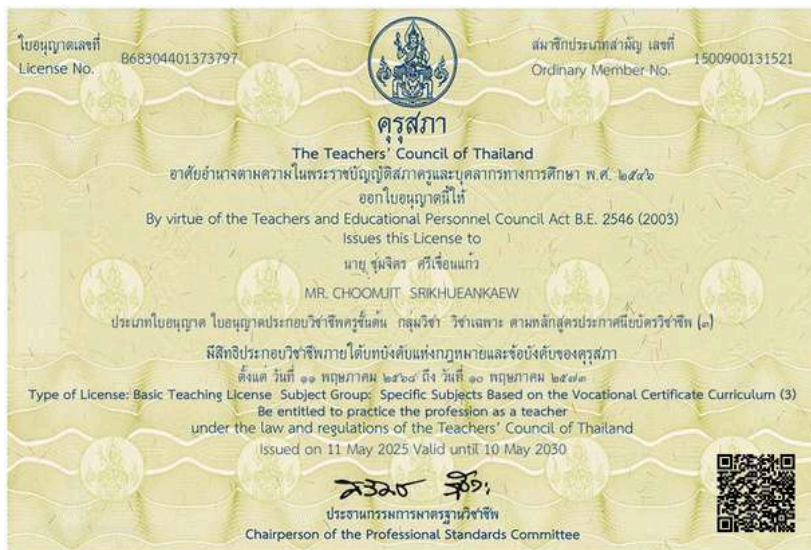 ใบอนุญาตเลขที่
License No. B68304401373797
สมาชิกประเภทสามัญ เลขที่
Ordinary Member No. 1500900131521
คุรุสภา
The Teachers' Council of Thailand
อาศัยอำนาจตามความในพระราชบัญญัติสภาครูและบุคลากรทางการศึกษา พ.ศ. ๒๕๔๖
ออกใบอนุญาตนี้ให้
By virtue of the Teachers and Educational Personnel Council Act B.E. 2546 (2003)
Issues this License to
นาย ชุ่มจิตร ศรีเขื่อนแก้ว
MR. CHOOMJIT SRIKHUEANKAEW
ประเภทใบอนุญาต ใบอนุญาตประกอบวิชาชีพครูชั้นต้น กลุ่มวิชา วิชาเฉพาะ ตามหลักสูตรประกาศนียบัตรวิชาชีพ (๓)
มีสิทธิประกอบวิชาชีพภายใต้บทบังคับแห่งกฎหมายและข้อบังคับของคุรุสภา
ตั้งแต่ วันที่ ๑๑ พฤษภาคม ๒๕๖๘ ถึง วันที่ ๑๐ พฤษภาคม ๒๕๗๓
Type of License: Basic Teaching License Subject Group: Specific Subjects Based on the Vocational Certificate Curriculum (3)
Be entitled to practice the profession as a teacher
under the law and regulations of the Teachers' Council of Thailand
Issued on 11 May 2025 Valid until 10 May 2030
ประธานกรรมการมาตรฐานวิชาชีพ
Chairperson of the Professional Standards Committee